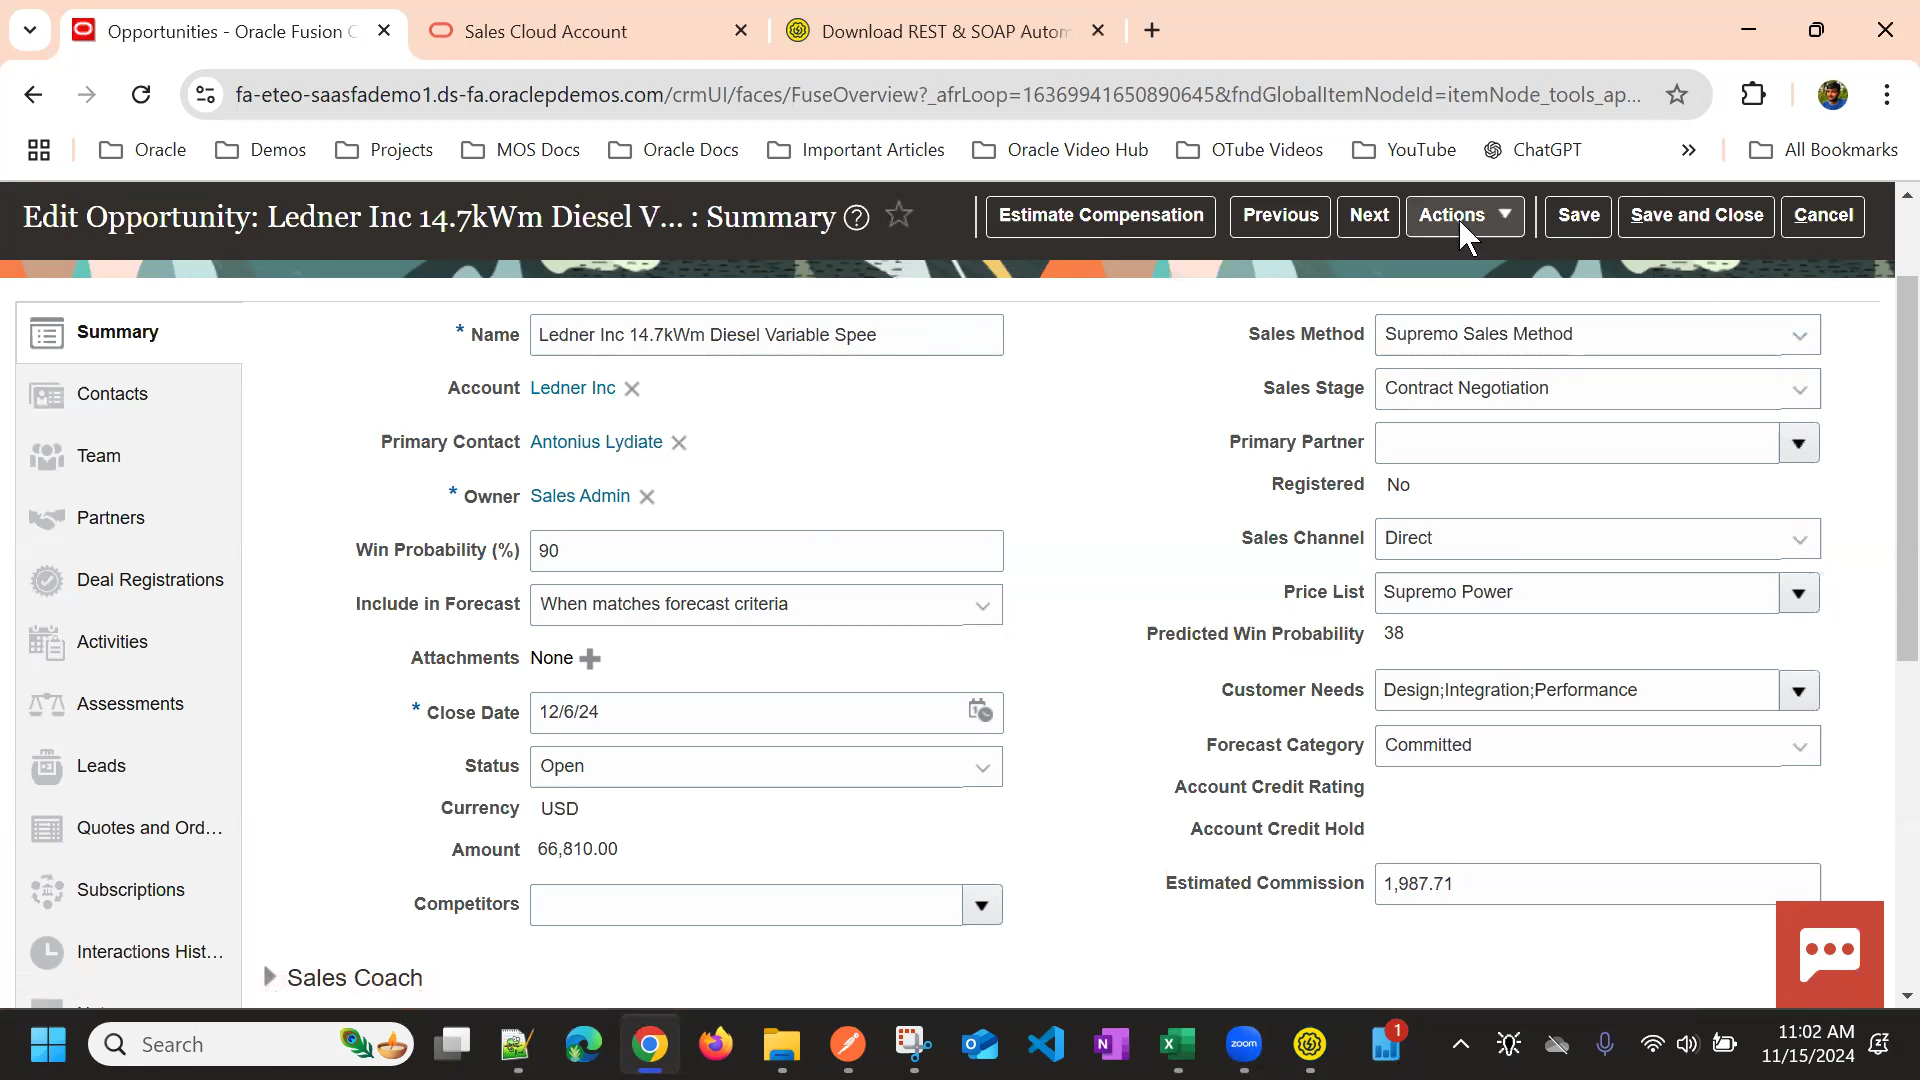 Opportunities - Oracle Fusion C
Sales Cloud Account
Download REST & SOAP Autom
fa-eteo-saasfademo1.ds-fa.oraclepdemos.com/crmUI/faces/FuseOverview?_afrLoop=16369941650890645&fndGlobalItemNodeId=itemNode_tools_ap...
Oracle
Demos
Projects
MOS Docs
Oracle Docs
Important Articles
Oracle Video Hub
OTube Videos
YouTube
ChatGPT
All Bookmarks
Edit Opportunity: Ledner Inc 14.7kWm Diesel V... : Summary
Estimate Compensation
Previous
Next
Actions
Save
Save and Close
Cancel
Summary
Contacts
Team
Partners
Deal Registrations
Activities
Assessments
Leads
Quotes and Ord...
Subscriptions
Interactions Hist...
* Name Ledner Inc 14.7kWm Diesel Variable Spee
Account Ledner Inc
Primary Contact Antonius Lydiate
* Owner Sales Admin
Win Probability (%) 90
Include in Forecast When matches forecast criteria
Attachments None
* Close Date 12/6/24
Status Open
Currency USD
Amount 66,810.00
Competitors
Sales Method Supremo Sales Method
Sales Stage Contract Negotiation
Primary Partner
Registered No
Sales Channel Direct
Price List Supremo Power
Predicted Win Probability 38
Customer Needs Design;Integration;Performance
Forecast Category Committed
Account Credit Rating
Account Credit Hold
Estimated Commission 1,987.71
Sales Coach
Search
zoom
1
11:02 AM
11/15/2024